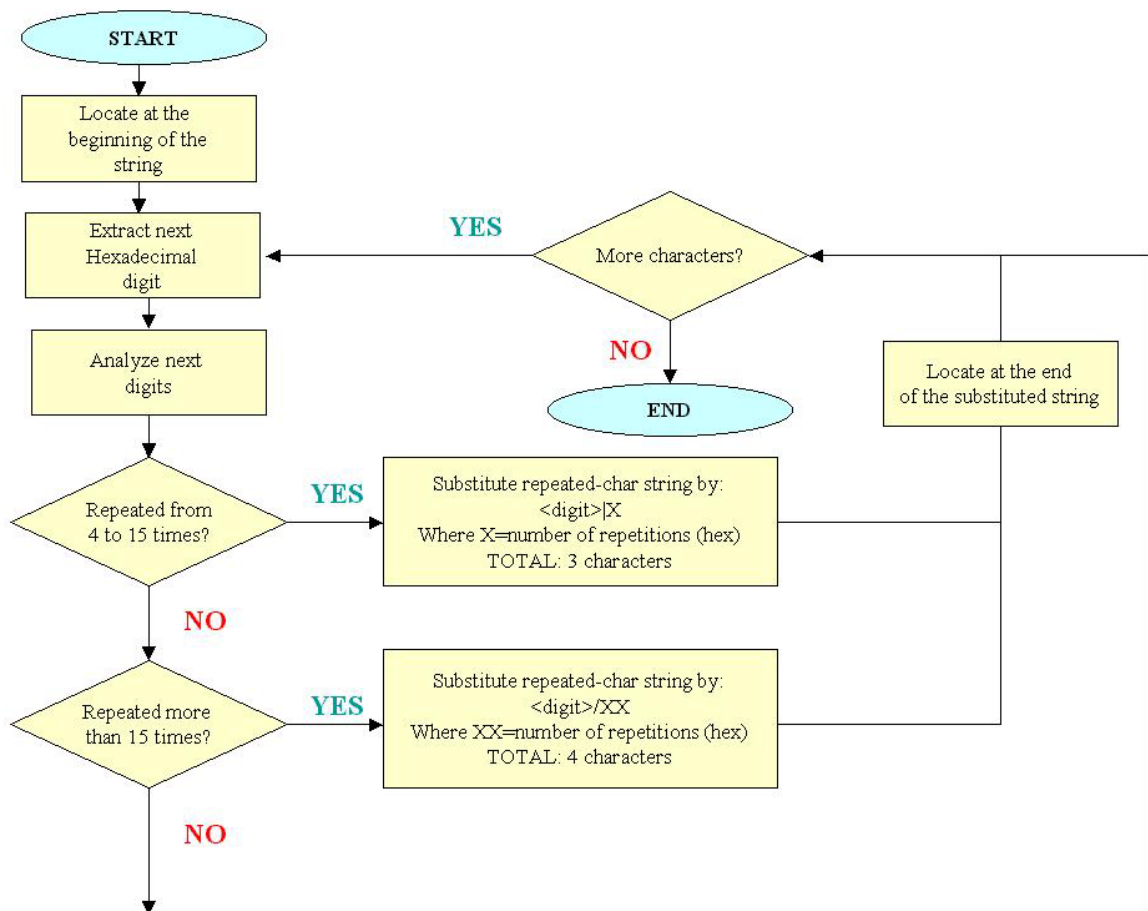 START
Locate at the
beginning of the
string
Extract next
Hexadecimal
digit
YES
More characters?
NO
END
Analyze next
digits
Locate at the end
of the substituted string
Repeated from
4 to 15 times?
YES
Substitute repeated-char string by:
<digit>|X
Where X=number of repetitions (hex)
TOTAL: 3 characters
NO
Repeated more
than 15 times?
YES
Substitute repeated-char string by:
<digit>/XX
Where XX=number of repetitions (hex)
TOTAL: 4 characters
NO